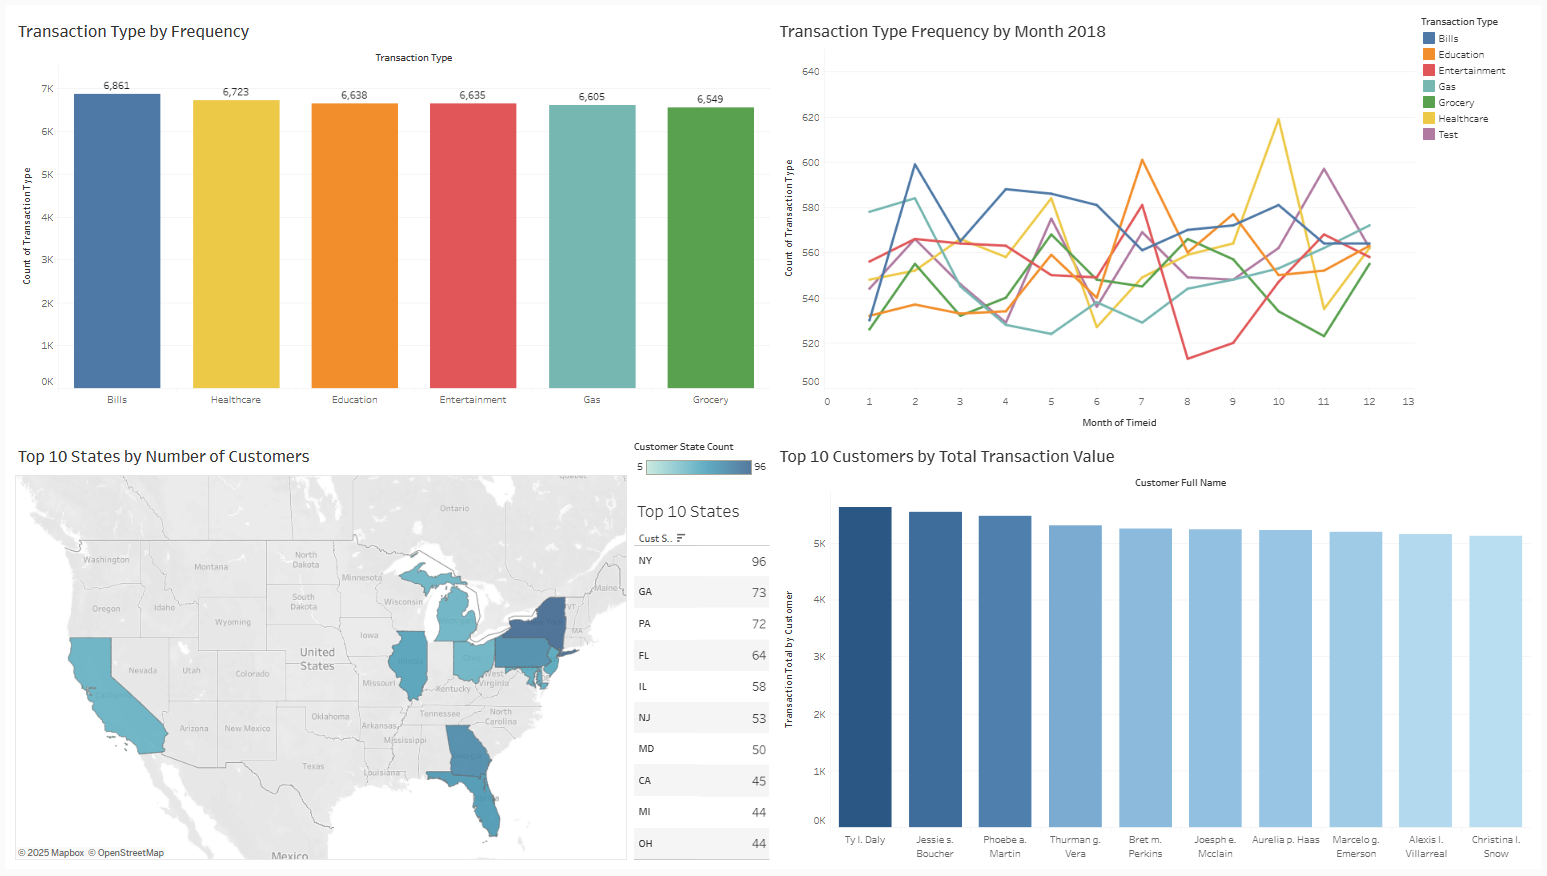 Transaction Type by Frequency
Transaction Type
Count of Transaction Type
7K
6K
5K
4K
3K
2K
1K
0K
6,861
6,723
6,638
6,635
6,605
6,549
Bills
Healthcare
Education
Entertainment
Gas
Grocery
Transaction Type Frequency by Month 2018
Count of Transaction Type
640
620
600
580
560
540
520
500
0 1 2 3 4 5 6 7 8 9 10 11 12 13
Month of Timeid
Transaction Type
Bills
Education
Entertainment
Gas
Grocery
Healthcare
Test
Top 10 States by Number of Customers
Ontario
Washington
Montana
North
Dakota
Minnesota
Maine
Oregon
Idaho
South
Dakota
Wisconsin
VT
Wyoming
MA
Iowa
United
States
Nevada
Utah
Colorado
Missouri
West
Virginia
Kentucky
Arizona
New Mexico
Oklahoma
Arkansas
Tennessee
North
Carolina
Mississippi
Texas
Louisiana
Mexico
© 2025 Mapbox © OpenStreetMap
Customer State Count
5 96
Top 10 States
Cust S..
NY 96
GA 73
PA 72
FL 64
IL 58
NJ 53
MD 50
CA 45
MI 44
OH 44
Top 10 Customers by Total Transaction Value
Customer Full Name
Transaction Total by Customer
5K
4K
3K
2K
1K
0K
Ty l. Daly
Jessie s.
Boucher
Phoebe a.
Martin
Thurman g.
Vera
Bret m.
Perkins
Joesph e.
Mcclain
Aurelia p. Haas
Marcelo g.
Emerson
Alexis l.
Villarreal
Christina l.
Snow